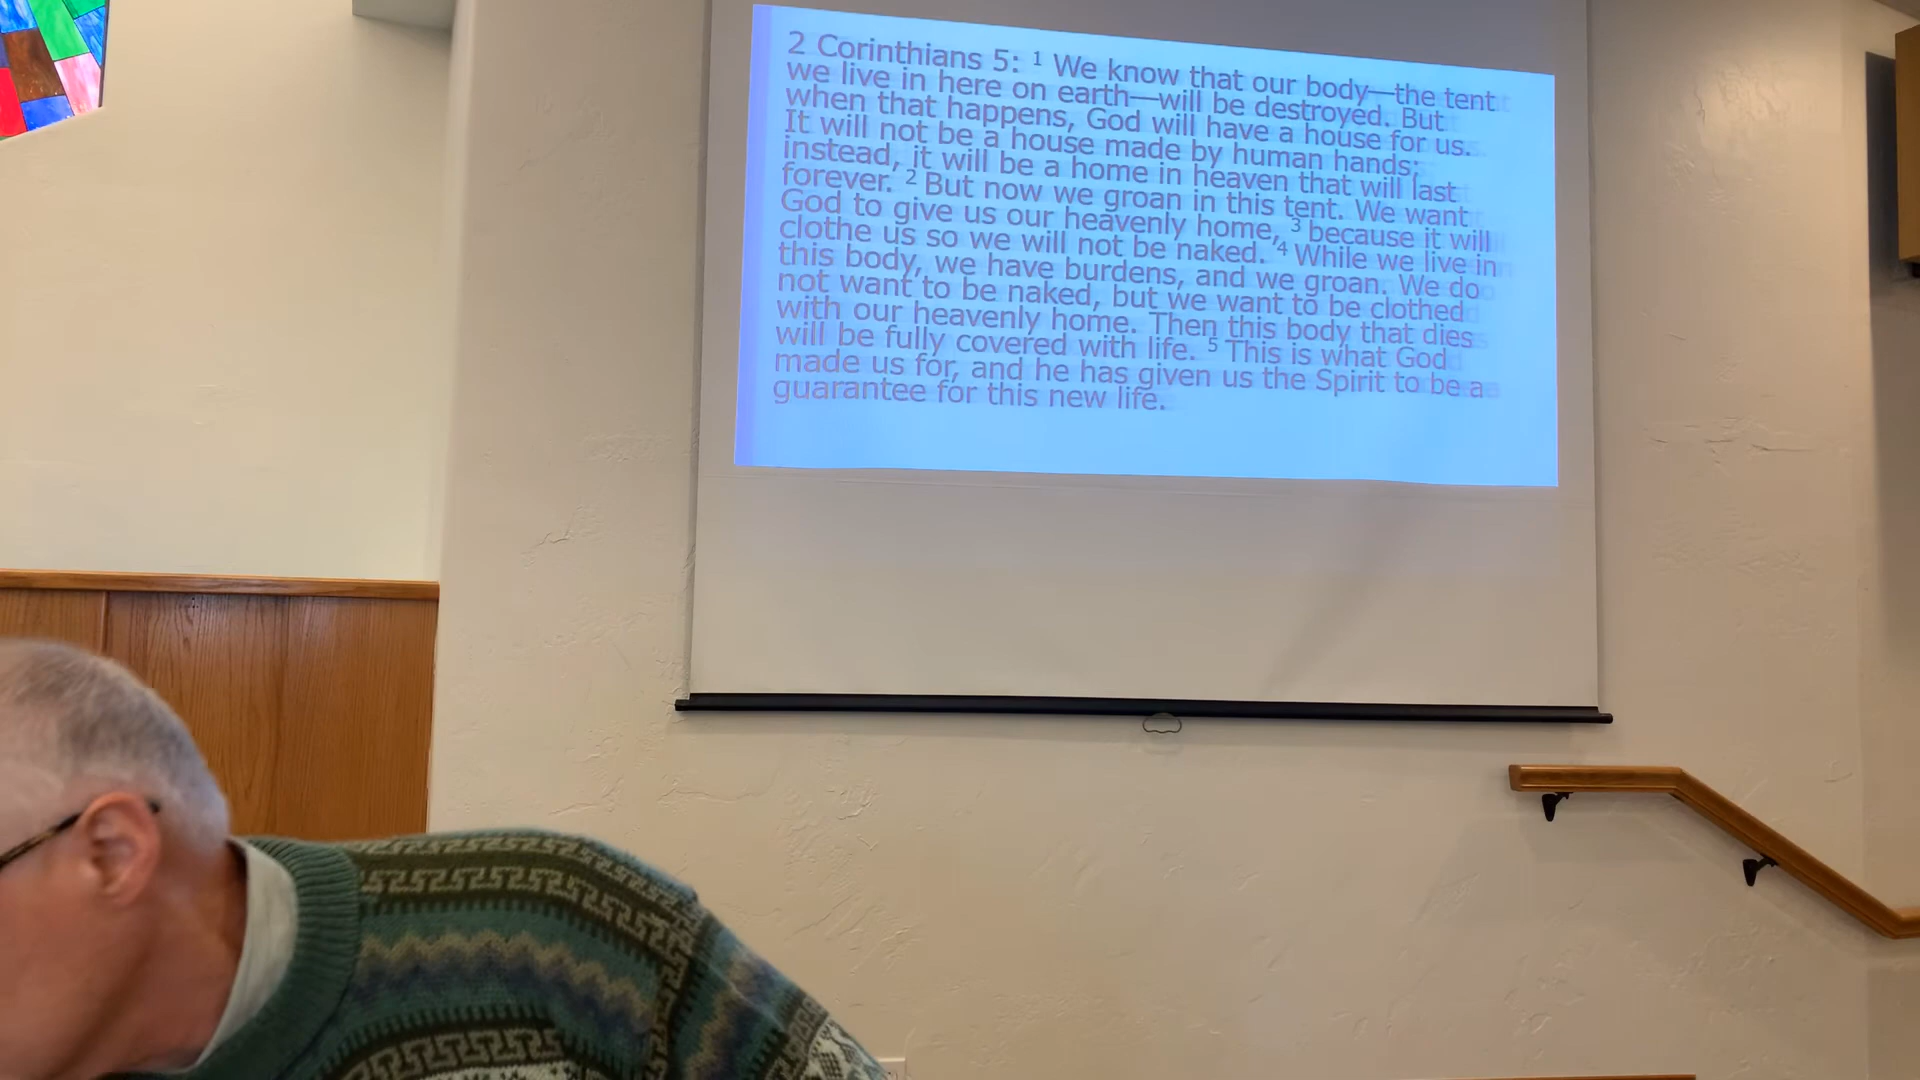 2 Corinthians 5: 1 We know that our body—the tent
we live in here on earth—will be destroyed. But
when that happens, God will have a house for us.
It will not be a house made by human hands;
instead, it will be a home in heaven that will last
forever. 2 But now we groan in this tent. We want
God to give us our heavenly home, 3 because it will
clothe us so we will not be naked. 4 While we live in
this body, we have burdens, and we groan. We do
not want to be naked, but we want to be clothed
with our heavenly home. Then this body that dies
will be fully covered with life. 5 This is what God
made us for, and he has given us the Spirit to be a
guarantee for this new life.